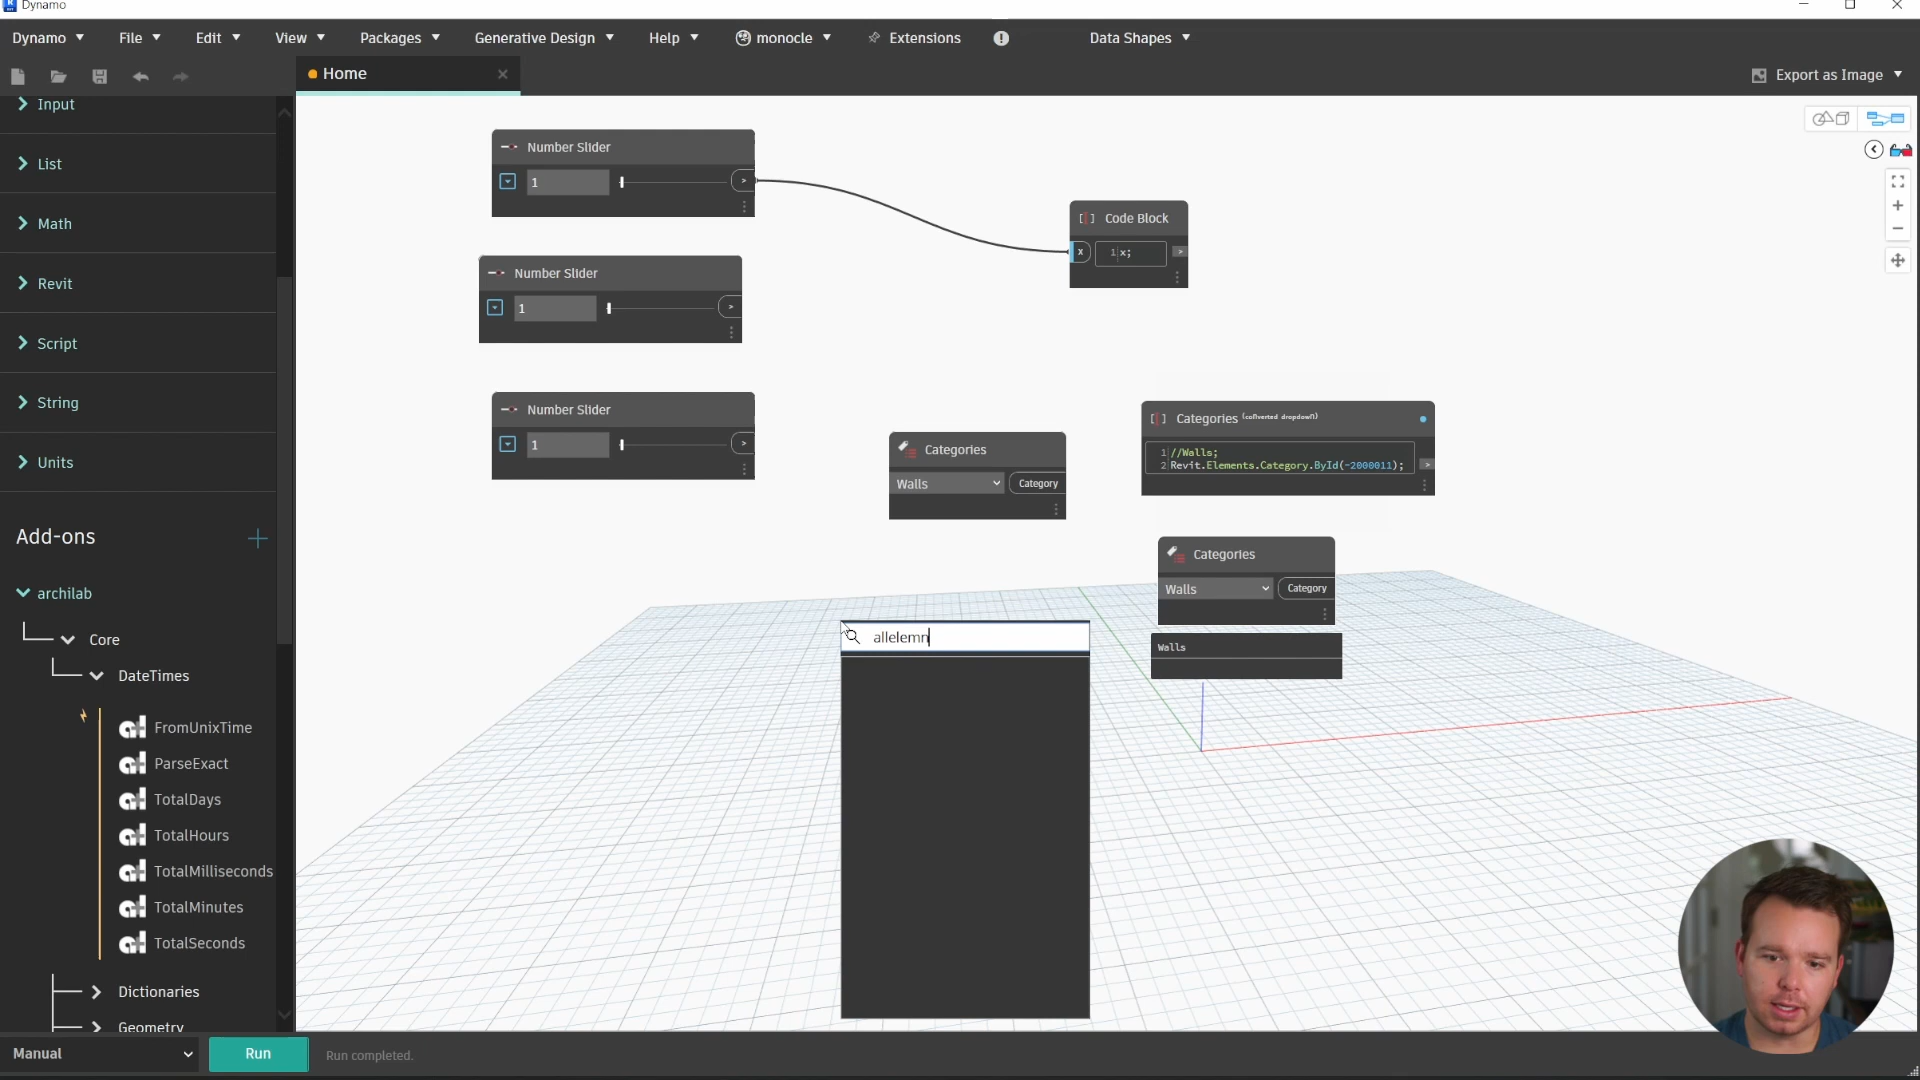 Dynamo
Dynamo File Edit View Packages Generative Design Help monocle Extensions Data Shapes
Home
Export as Image
Input
List
Math
Revit
Script
String
Units
Add-ons
archilab
Core
DateTimes
FromUnixTime
ParseExact
TotalDays
TotalHours
TotalMilliseconds
TotalMinutes
TotalSeconds
Dictionaries
Geometry
Number Slider
1 >
Number Slider
1 >
Number Slider
1 >
Code Block
x 1 x; >
Categories
Walls Category
Categories (converted dropdown)
1 //Walls;
2 Revit.Elements.Category.ById(-2000011); >
Categories
Walls Category
Walls
allelemn
Manual Run Run completed.